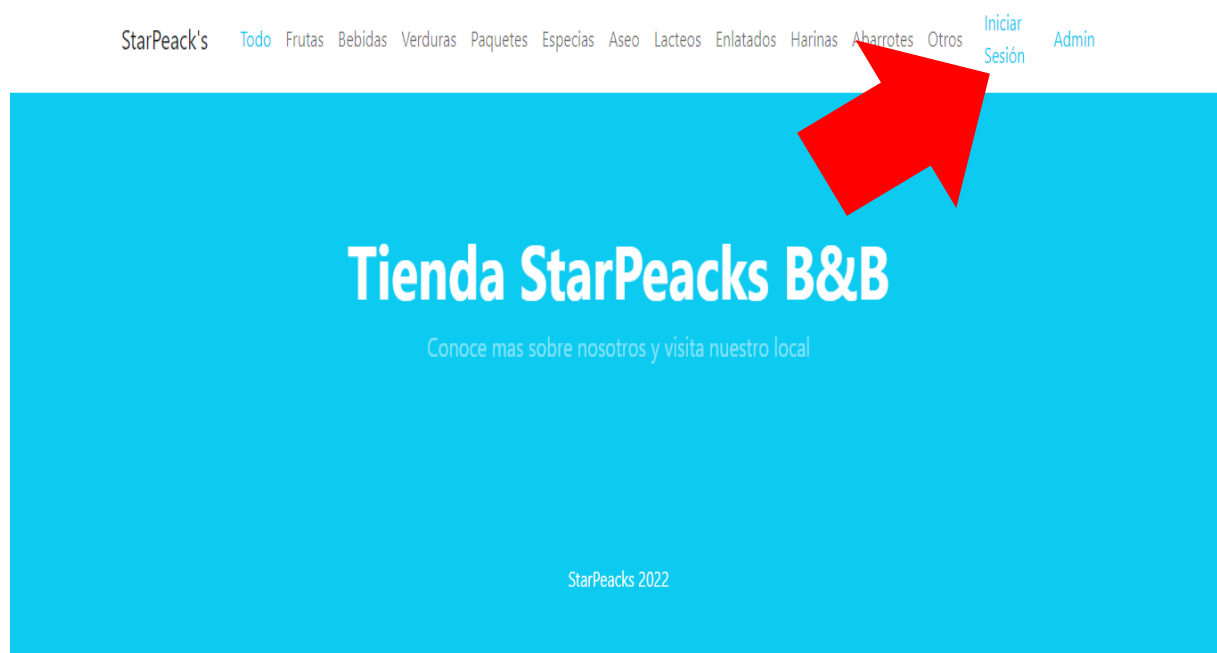 StarPeack's Todo Frutas Bebidas Verduras Paquetes Especias Aseo Lacteos Enlatados Harinas Abarrotes Otros Iniciar Sesión Admin
Tienda StarPeacks B&B
Conoce mas sobre nosotros y visita nuestro local
StarPeacks 2022